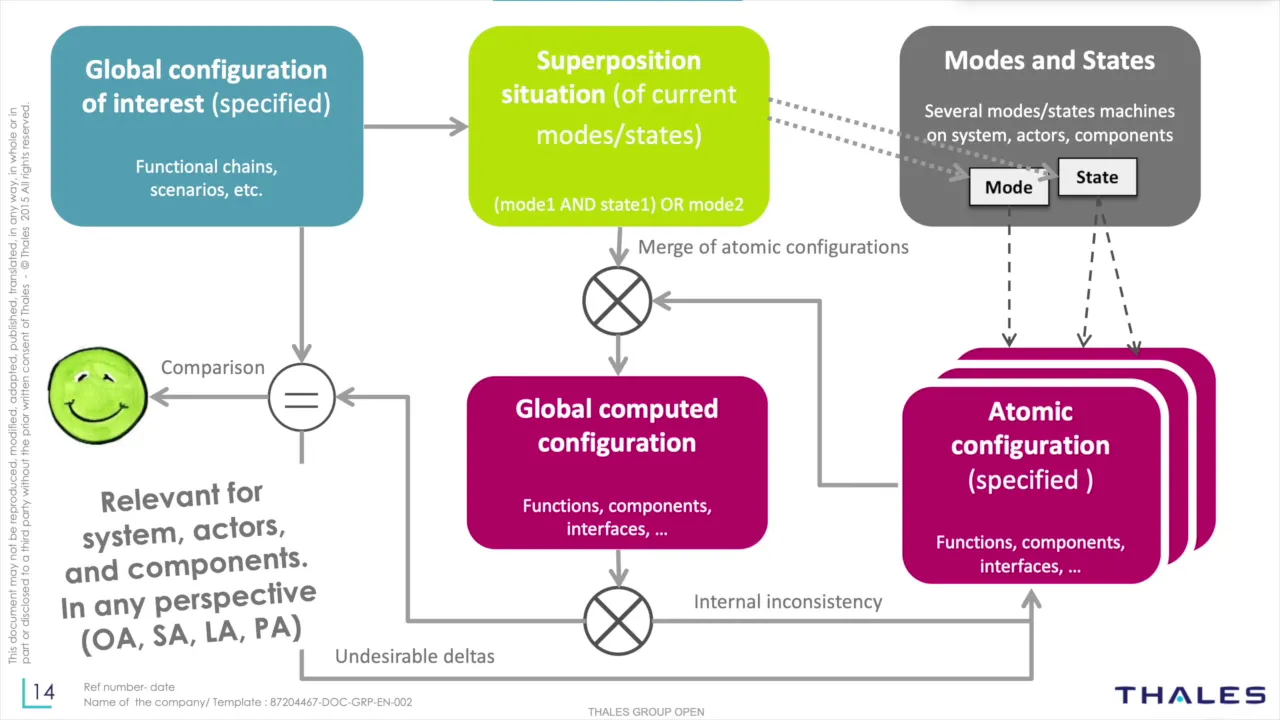 Global configuration
of interest (specified)
Functional chains,
scenarios, etc.
Superposition
situation (of current
modes/states)
(mode1 AND state1) OR mode2
Modes and States
Several modes/states machines
on system, actors, components
Mode
State
Merge of atomic configurations
Comparison
Global computed
configuration
Functions, components,
interfaces, ...
Atomic
configuration
(specified )
Functions, components,
interfaces, ...
Relevant for
system, actors,
and components.
In any perspective
(OA, SA, LA, PA)
Internal inconsistency
Undesirable deltas
This document may not be reproduced, modified, adapted, published, translated, in any way, in whole or in
part or disclosed to a third party without the prior written consent of Thales - © Thales 2015 All rights reserved.
14
Ref number- date
Name of the company/ Template : 87204467-DOC-GRP-EN-002
THALES GROUP OPEN
THALES